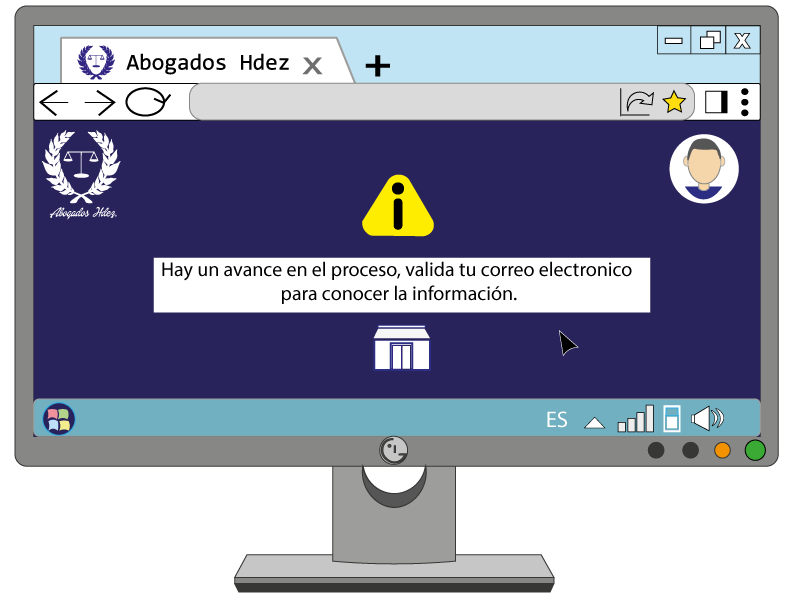 Abogados Hdez X
X
Abogados Hdez.
Hay un avance en el proceso, valida tu correo electronico
para conocer la información.
ES